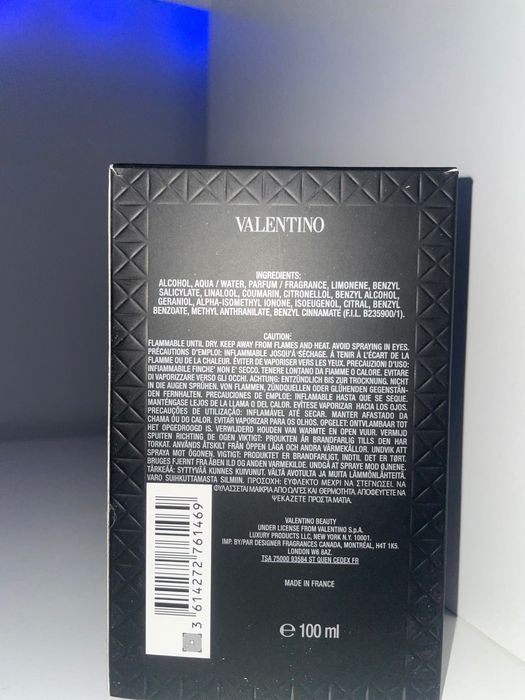 VALENTINO
INGREDIENTS:
ALCOHOL, AQUA / WATER, PARFUM / FRAGRANCE, LIMONENE, BENZYL
SALICYLATE, LINALOOL, COUMARIN, CITRONELLOL, BENZYL ALCOHOL,
GERANIOL, ALPHA-ISOMETHYL IONONE, ISOEUGENOL, CITRAL, BENZYL
BENZOATE, METHYL ANTHRANILATE, BENZYL CINNAMATE (F.I.L. B235900/1).
CAUTION:
FLAMMABLE UNTIL DRY. KEEP AWAY FROM FLAMES AND HEAT. AVOID SPRAYING IN EYES.
PRÉCAUTIONS D'EMPLOI: INFLAMMABLE JUSQU'À SÉCHAGE. À TENIR À L'ÉCART DE LA
FLAMME OU DE LA CHALEUR. ÉVITER DE VAPORISER VERS LES YEUX. PRECAUZIONI D'USO:
INFIAMMABILE FINCHE' NON E' SECCO. TENERE LONTANO DA FIAMME O CALORE. EVITARE
DI VAPORIZZARE VERSO GLI OCCHI. ACHTUNG: ENTZÜNDLICH BIS ZUR TROCKNUNG. NICHT
IN DIE AUGEN SPRÜHEN. VON FLAMMEN, ZÜNDQUELLEN ODER GLÜHENDEN GEGENSTÄN-
DEN FERNHALTEN. PRECAUCIONES DE EMPLEO: INFLAMABLE HASTA QUE SE SEQUE.
MANTÉNGASE LEJOS DE LA LLAMA O DEL CALOR. EVÍTESE VAPORIZAR HACIA LOS OJOS.
PRECAUÇÕES DE UTILIZAÇÃO: INFLAMÁVEL ATÉ SECAR. MANTER AFASTADO DA
CHAMA OU DO CALOR. EVITAR VAPORIZAR PARA OS OLHOS. OPGELET: ONTVLAMBAAR TOT
HET OPGEDROOGD IS. VERWIJDERD HOUDEN VAN WARMTE EN OPEN VUUR. VERMIJD
SPUITEN RICHTING DE OGEN. VIKTIGT: PRODUKTEN ÄR BRANDFARLIG TILLS DEN HAR
TORKAT. ANVÄNDS ÅTSKILT FRÅN ÖPPEN LÅGA OCH ANDRA VÄRMEKÄLLOR. UNDVIK ATT
SPRAYA MOT ÖGONEN. VIGTIGT: PRODUKTET ER BRANDFARLIGT, INDTIL DET ER TØRT.
BRUGES FJERNT FRA ÅBEN ILD OG ANDEN VARMEKILDE. UNDGÅ AT SPRAYE MOD ØJNENE.
TÄRKEÄÄ: SYTTYVÄÄ KUNNES KUIVUNUT. VÄLTÄ AVOTULTA JA MUITA LÄMMÖNLÄHTEITÄ.
VARO SUIHKUTTAMASTA SILMIIN. ΠΡΟΣΟΧΗ: ΕΥΦΛΕΚΤΟ ΜΕΧΡΙ ΝΑ ΣΤΕΓΝΩΣΕΙ. ΝΑ
ΦΥΛΑΣΣΕΤΑΙ ΜΑΚΡΙΑ ΑΠΟ ΦΛΟΓΕΣ ΚΑΙ ΘΕΡΜΟΤΗΤΑ. ΑΠΟΦΕΥΓΕΤΕ ΝΑ
ΨΕΚΑΖΕΤΕ ΠΡΟΣ ΤΑ ΜΑΤΙΑ.
3 614272 761469
VALENTINO BEAUTY
UNDER LICENSE FROM VALENTINO S.p.A.
LUXURY PRODUCTS LLC, NEW YORK N.Y. 10001.
IMP. BY/PAR DESIGNER FRAGRANCES CANADA, MONTRÉAL, H4T 1K5.
LONDON W6 8AZ.
TSA 75000 93584 ST OUEN CEDEX FR
MADE IN FRANCE
℮ 100 ml